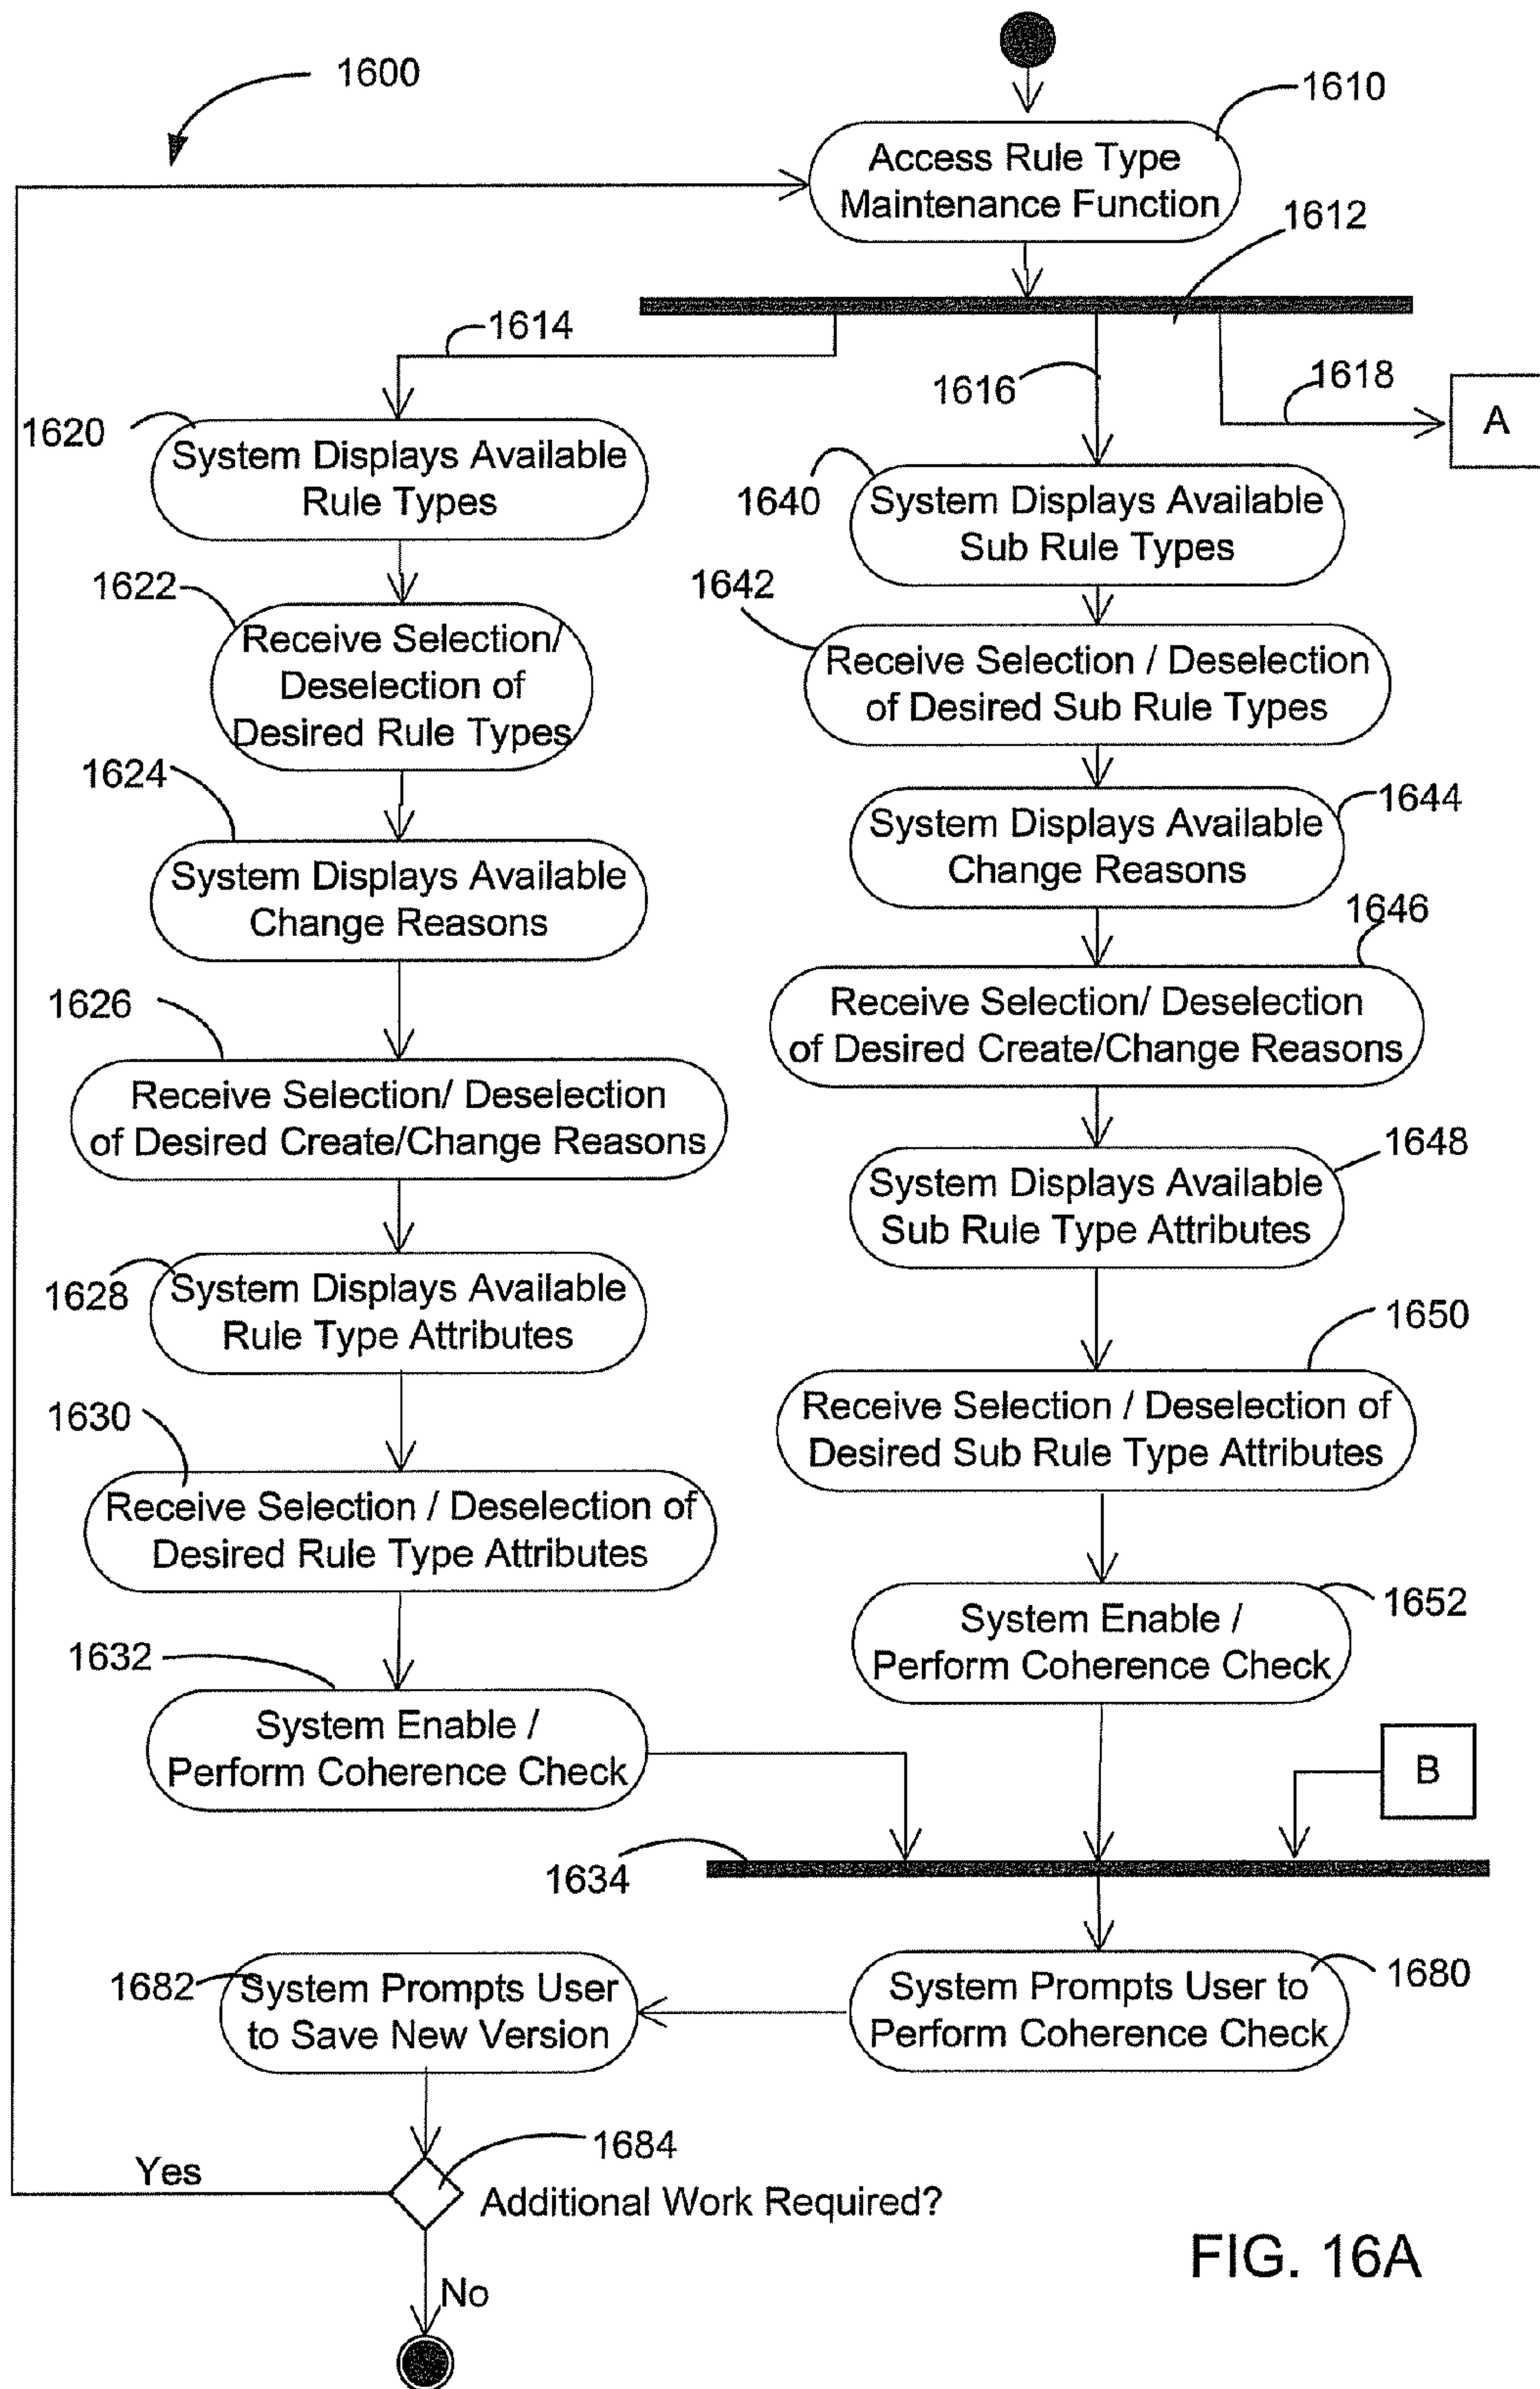 1600
1610
Access Rule Type
Maintenance Function
1612
1614
1616
1618
A
1620
System Displays Available
Rule Types
1640
System Displays Available
Sub Rule Types
1622
Receive Selection/
Deselection of
Desired Rule Types
1642
Receive Selection / Deselection
of Desired Sub Rule Types
1624
System Displays Available
Change Reasons
1644
System Displays Available
Change Reasons
1626
Receive Selection/ Deselection
of Desired Create/Change Reasons
1646
Receive Selection/ Deselection
of Desired Create/Change Reasons
1628
System Displays Available
Rule Type Attributes
1648
System Displays Available
Sub Rule Type Attributes
1630
Receive Selection / Deselection of
Desired Rule Type Attributes
1650
Receive Selection / Deselection of
Desired Sub Rule Type Attributes
1632
System Enable /
Perform Coherence Check
1652
System Enable /
Perform Coherence Check
B
1634
1682
System Prompts User
to Save New Version
1680
System Prompts User to
Perform Coherence Check
1684
Yes
Additional Work Required?
No
FIG. 16A